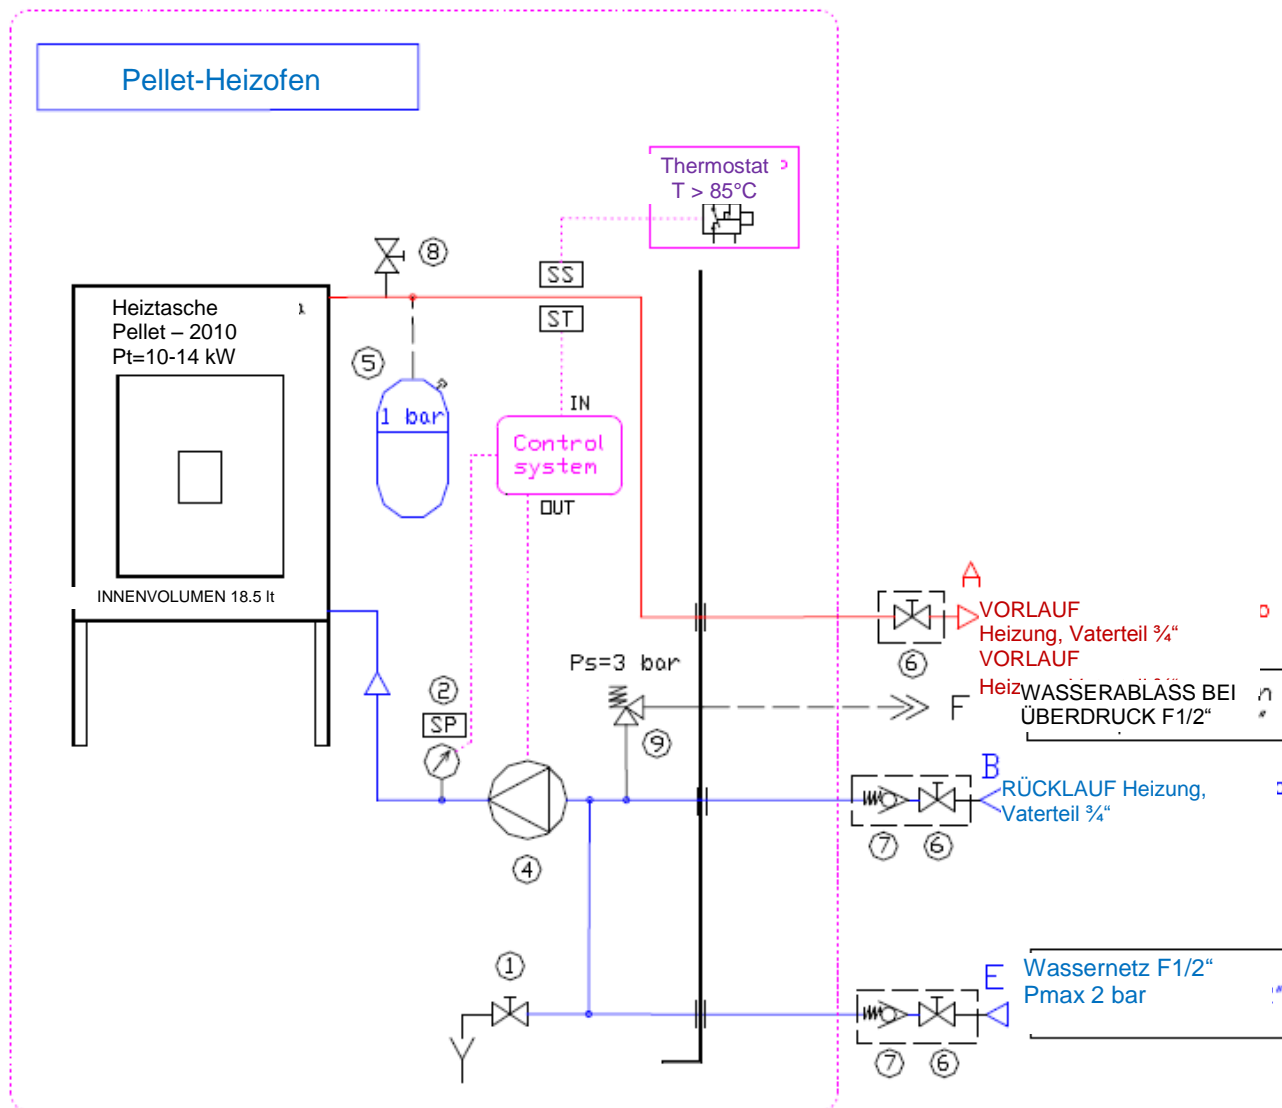 Pellet-Heizofen
Thermostat
T > 85°C
8
SS
Heiztasche
Pellet – 2010
Pt=10-14 kW
ST
5
IN
1 bar
Control
system
OUT
INNENVOLUMEN 18.5 lt
A
VORLAUF
Heizung, Vaterteil ¾“
6
VORLAUF
Ps=3 bar
2
Heiz
WASSERABLASS BEI
ÜBERDRUCK F1/2“
F
SP
9
B
RÜCKLAUF Heizung,
Vaterteil ¾“
7
6
4
1
E
Wassernetz F1/2“
Pmax 2 bar
7
6